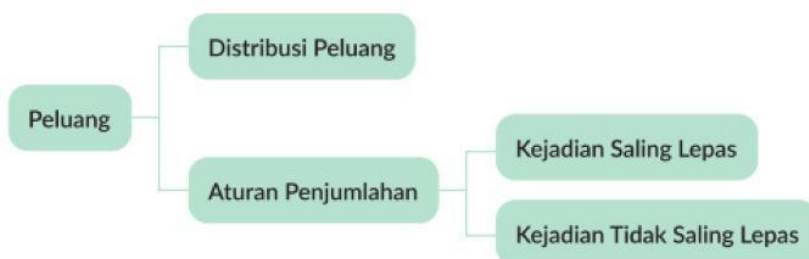 Distribusi Peluang
Peluang
Aturan Penjumlahan
Kejadian Saling Lepas
Kejadian Tidak Saling Lepas